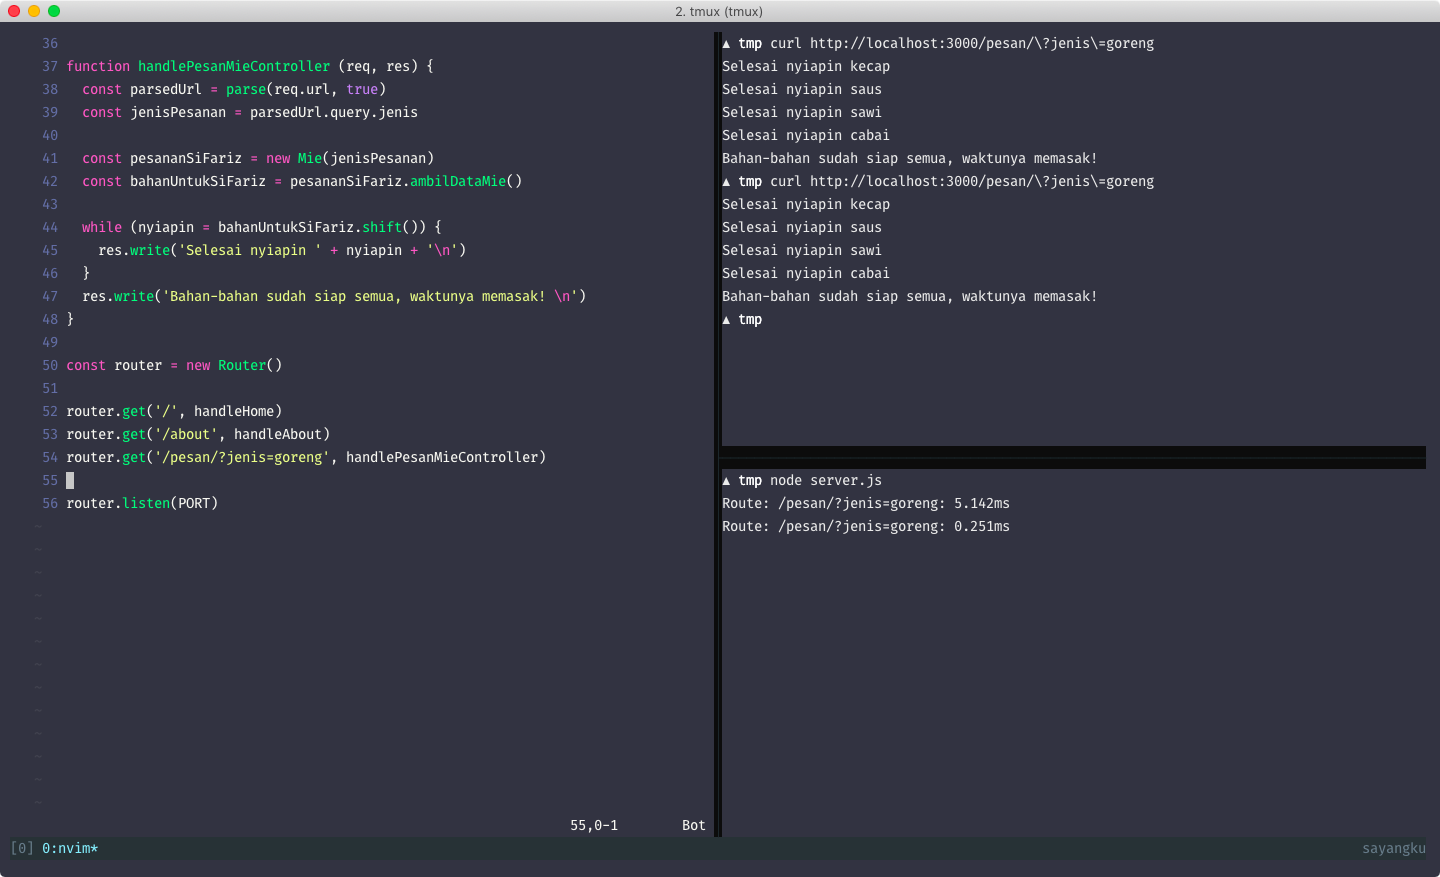 2. tmux (tmux)
36
37 function handlePesanMieController (req, res) {
38   const parsedUrl = parse(req.url, true)
39   const jenisPesanan = parsedUrl.query.jenis
40
41   const pesananSiFariz = new Mie(jenisPesanan)
42   const bahanUntukSiFariz = pesananSiFariz.ambilDataMie()
43
44   while (nyiapin = bahanUntukSiFariz.shift()) {
45     res.write('Selesai nyiapin ' + nyiapin + '\n')
46   }
47   res.write('Bahan-bahan sudah siap semua, waktunya memasak! \n')
48 }
49
50 const router = new Router()
51
52 router.get('/', handleHome)
53 router.get('/about', handleAbout)
54 router.get('/pesan/?jenis=goreng', handlePesanMieController)
55
56 router.listen(PORT)
~
~
~
~
~
~
~
~
~
~
~
~
~
55,0-1        Bot
▲ tmp curl http://localhost:3000/pesan/\?jenis\=goreng
Selesai nyiapin kecap
Selesai nyiapin saus
Selesai nyiapin sawi
Selesai nyiapin cabai
Bahan-bahan sudah siap semua, waktunya memasak!
▲ tmp curl http://localhost:3000/pesan/\?jenis\=goreng
Selesai nyiapin kecap
Selesai nyiapin saus
Selesai nyiapin sawi
Selesai nyiapin cabai
Bahan-bahan sudah siap semua, waktunya memasak!
▲ tmp
▲ tmp node server.js
Route: /pesan/?jenis=goreng: 5.142ms
Route: /pesan/?jenis=goreng: 0.251ms
[0] 0:nvim*
sayangku